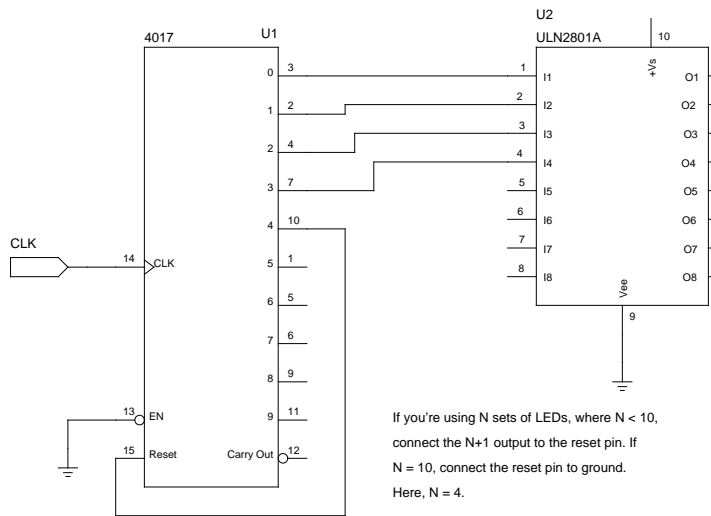 U2
4017 U1 ULN2801A 10
0 3 1 I1 +Vs O1
1 2 2 I2 O2
2 4 3 I3 O3
3 7 4 I4 O4
4 10 5 I5 O5
CLK 6 I6 O6
14 CLK 5 1 7 I7 O7
6 5 8 I8 O8
Vee
7 6 9
8 9
13 EN 9 11
15 Reset Carry Out 12
If you're using N sets of LEDs, where N < 10,
connect the N+1 output to the reset pin. If
N = 10, connect the reset pin to ground.
Here, N = 4.